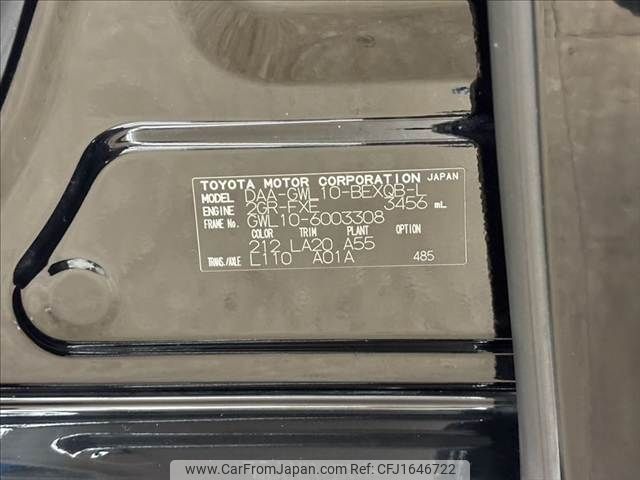 TOYOTA MOTOR CORPORATION JAPAN
MODEL DAA-GWL10-BEXQB-L
ENGINE 2GR-FXE 3456 mL
FRAME No. GWL10-6003308
COLOR TRIM PLANT OPTION
212 LA20 A55
TRANS./AXLE L110 A01A 485
www.CarFromJapan.com | © CarFromJapan | CFJ1646722